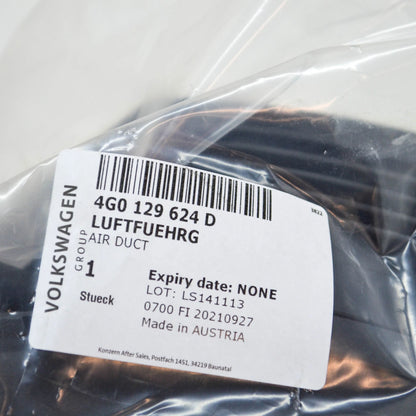 VOLKSWAGEN
GROUP
4G0 129 624 D
LUFTFUEHRG
AIR DUCT
1
Stueck
Expiry date: NONE
LOT: LS141113
0700 FI 20210927
Made in AUSTRIA
Konzern After Sales, Postfach 1451, 34219 Baunatal